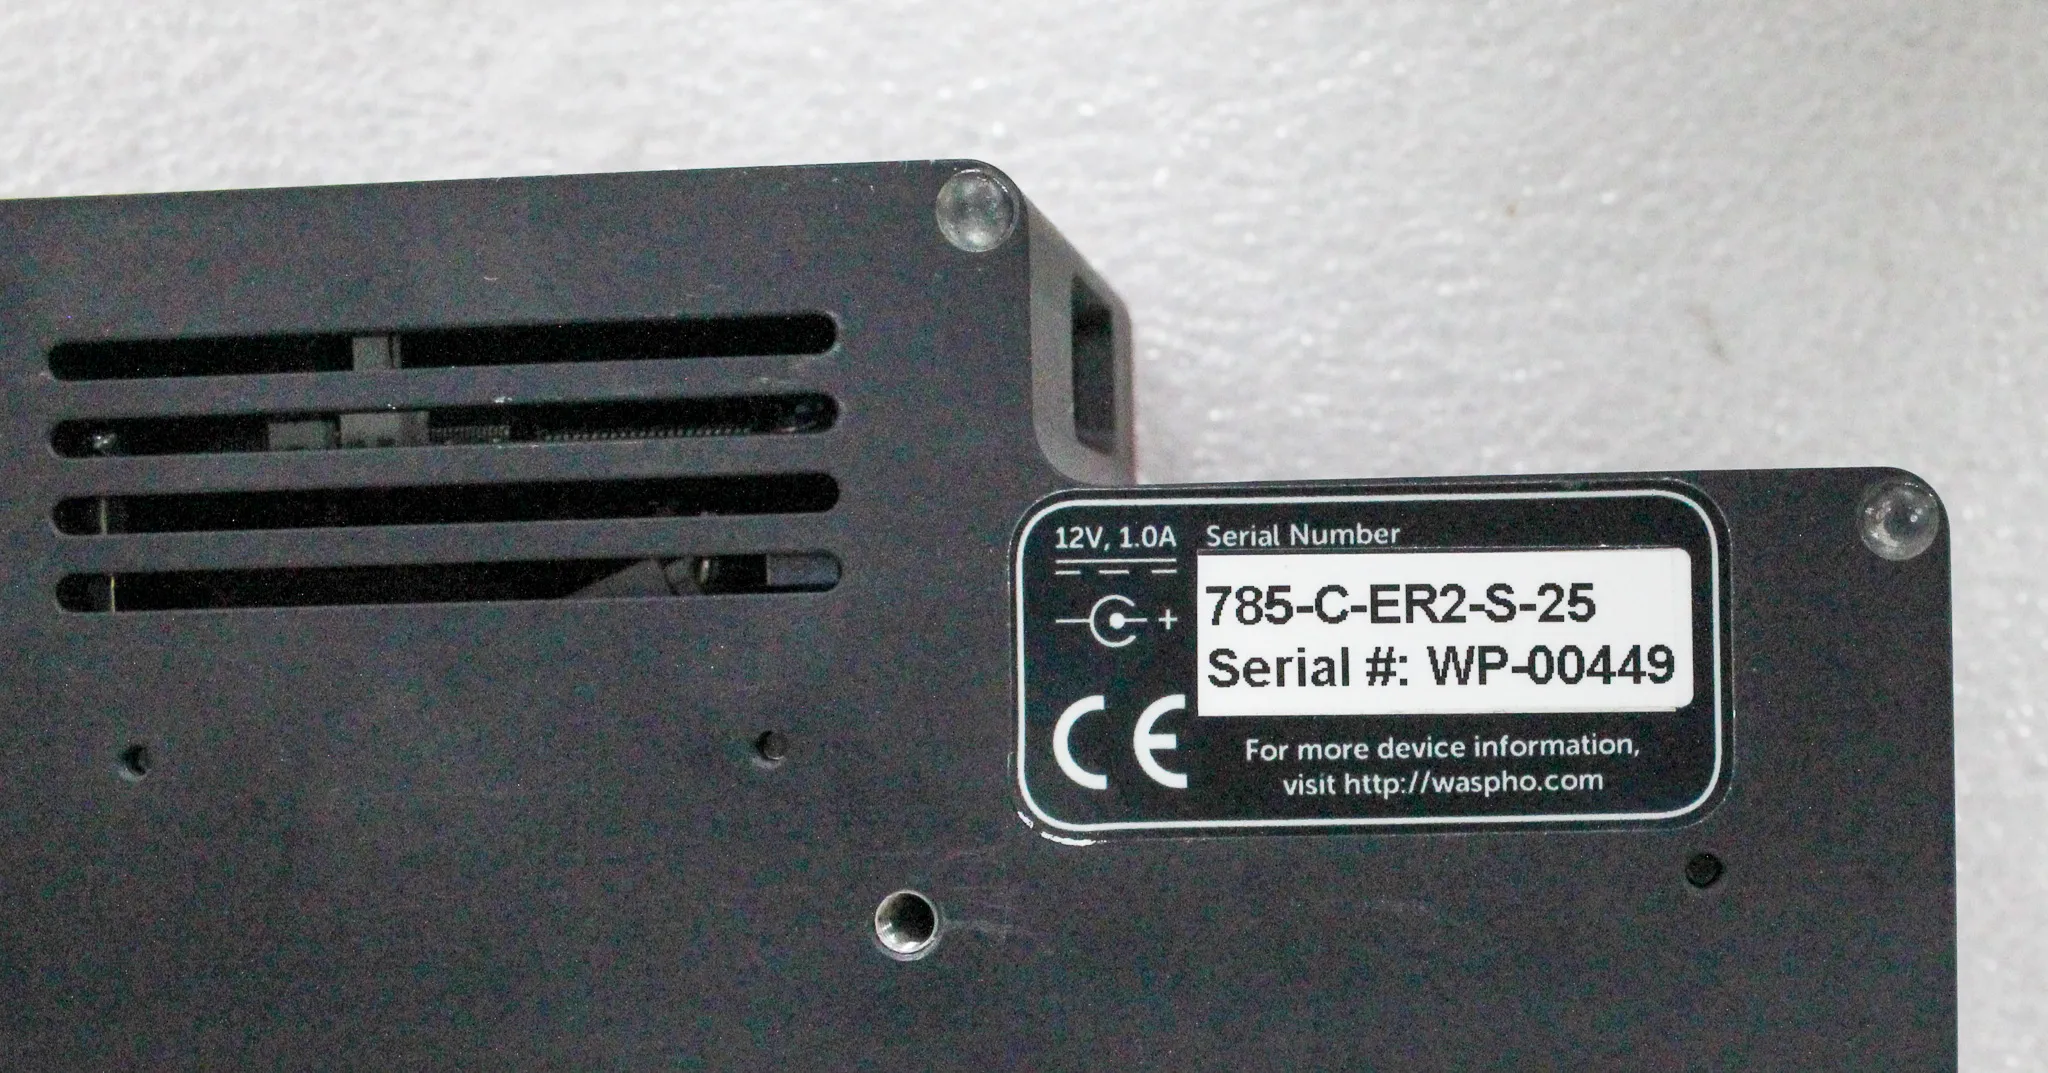 12V, 1.0A
Serial Number
785-C-ER2-S-25
Serial #: WP-00449
CE
For more device information,
visit http://waspho.com